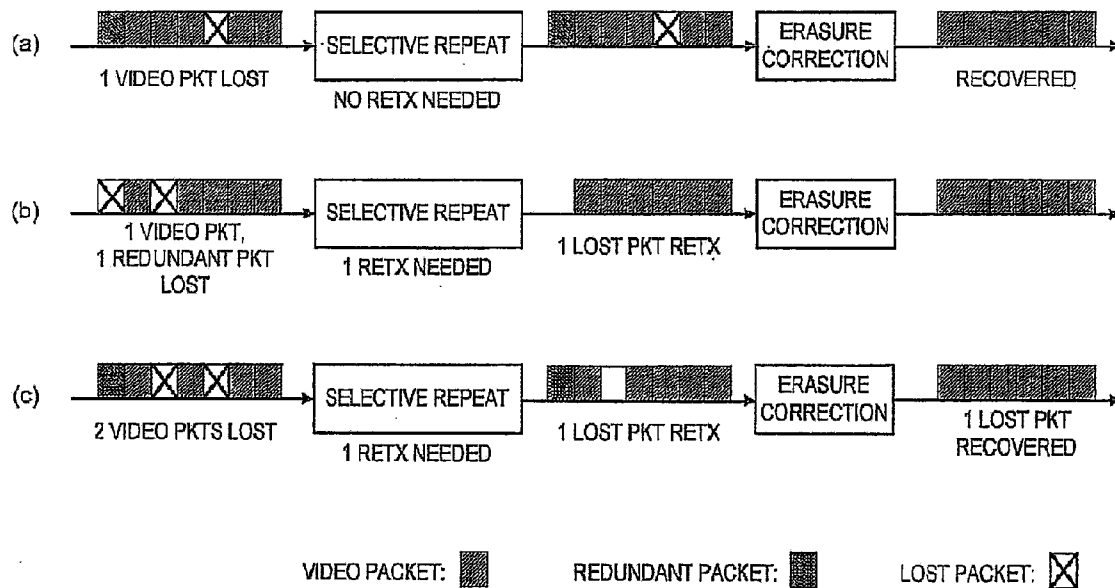 (a)
1 VIDEO PKT LOST
SELECTIVE REPEAT
NO RETX NEEDED
ERASURE
CORRECTION
RECOVERED
(b)
1 VIDEO PKT,
1 REDUNDANT PKT
LOST
SELECTIVE REPEAT
1 RETX NEEDED
1 LOST PKT RETX
ERASURE
CORRECTION
(c)
2 VIDEO PKTS LOST
SELECTIVE REPEAT
1 RETX NEEDED
1 LOST PKT RETX
ERASURE
CORRECTION
1 LOST PKT
RECOVERED
VIDEO PACKET:
REDUNDANT PACKET:
LOST PACKET: